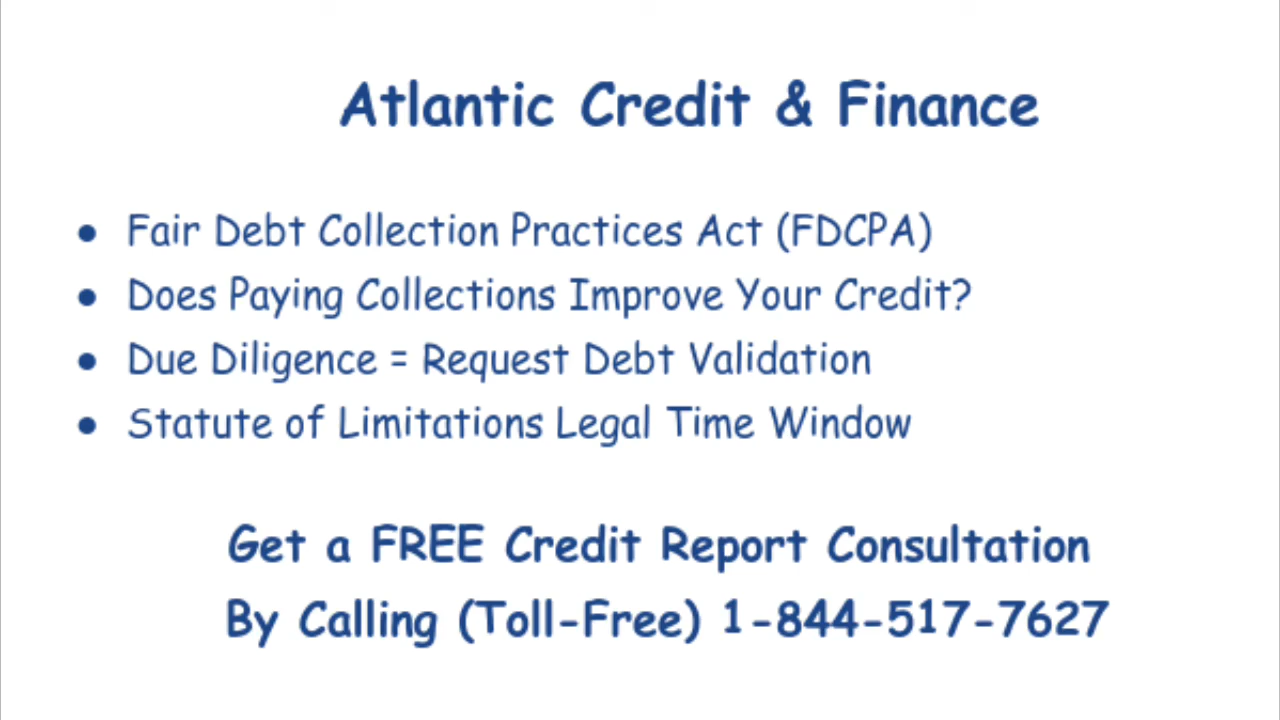 Atlantic Credit & Finance
● Fair Debt Collection Practices Act (FDCPA)
● Does Paying Collections Improve Your Credit?
● Due Diligence = Request Debt Validation
● Statute of Limitations Legal Time Window
Get a FREE Credit Report Consultation
By Calling (Toll-Free) 1-844-517-7627